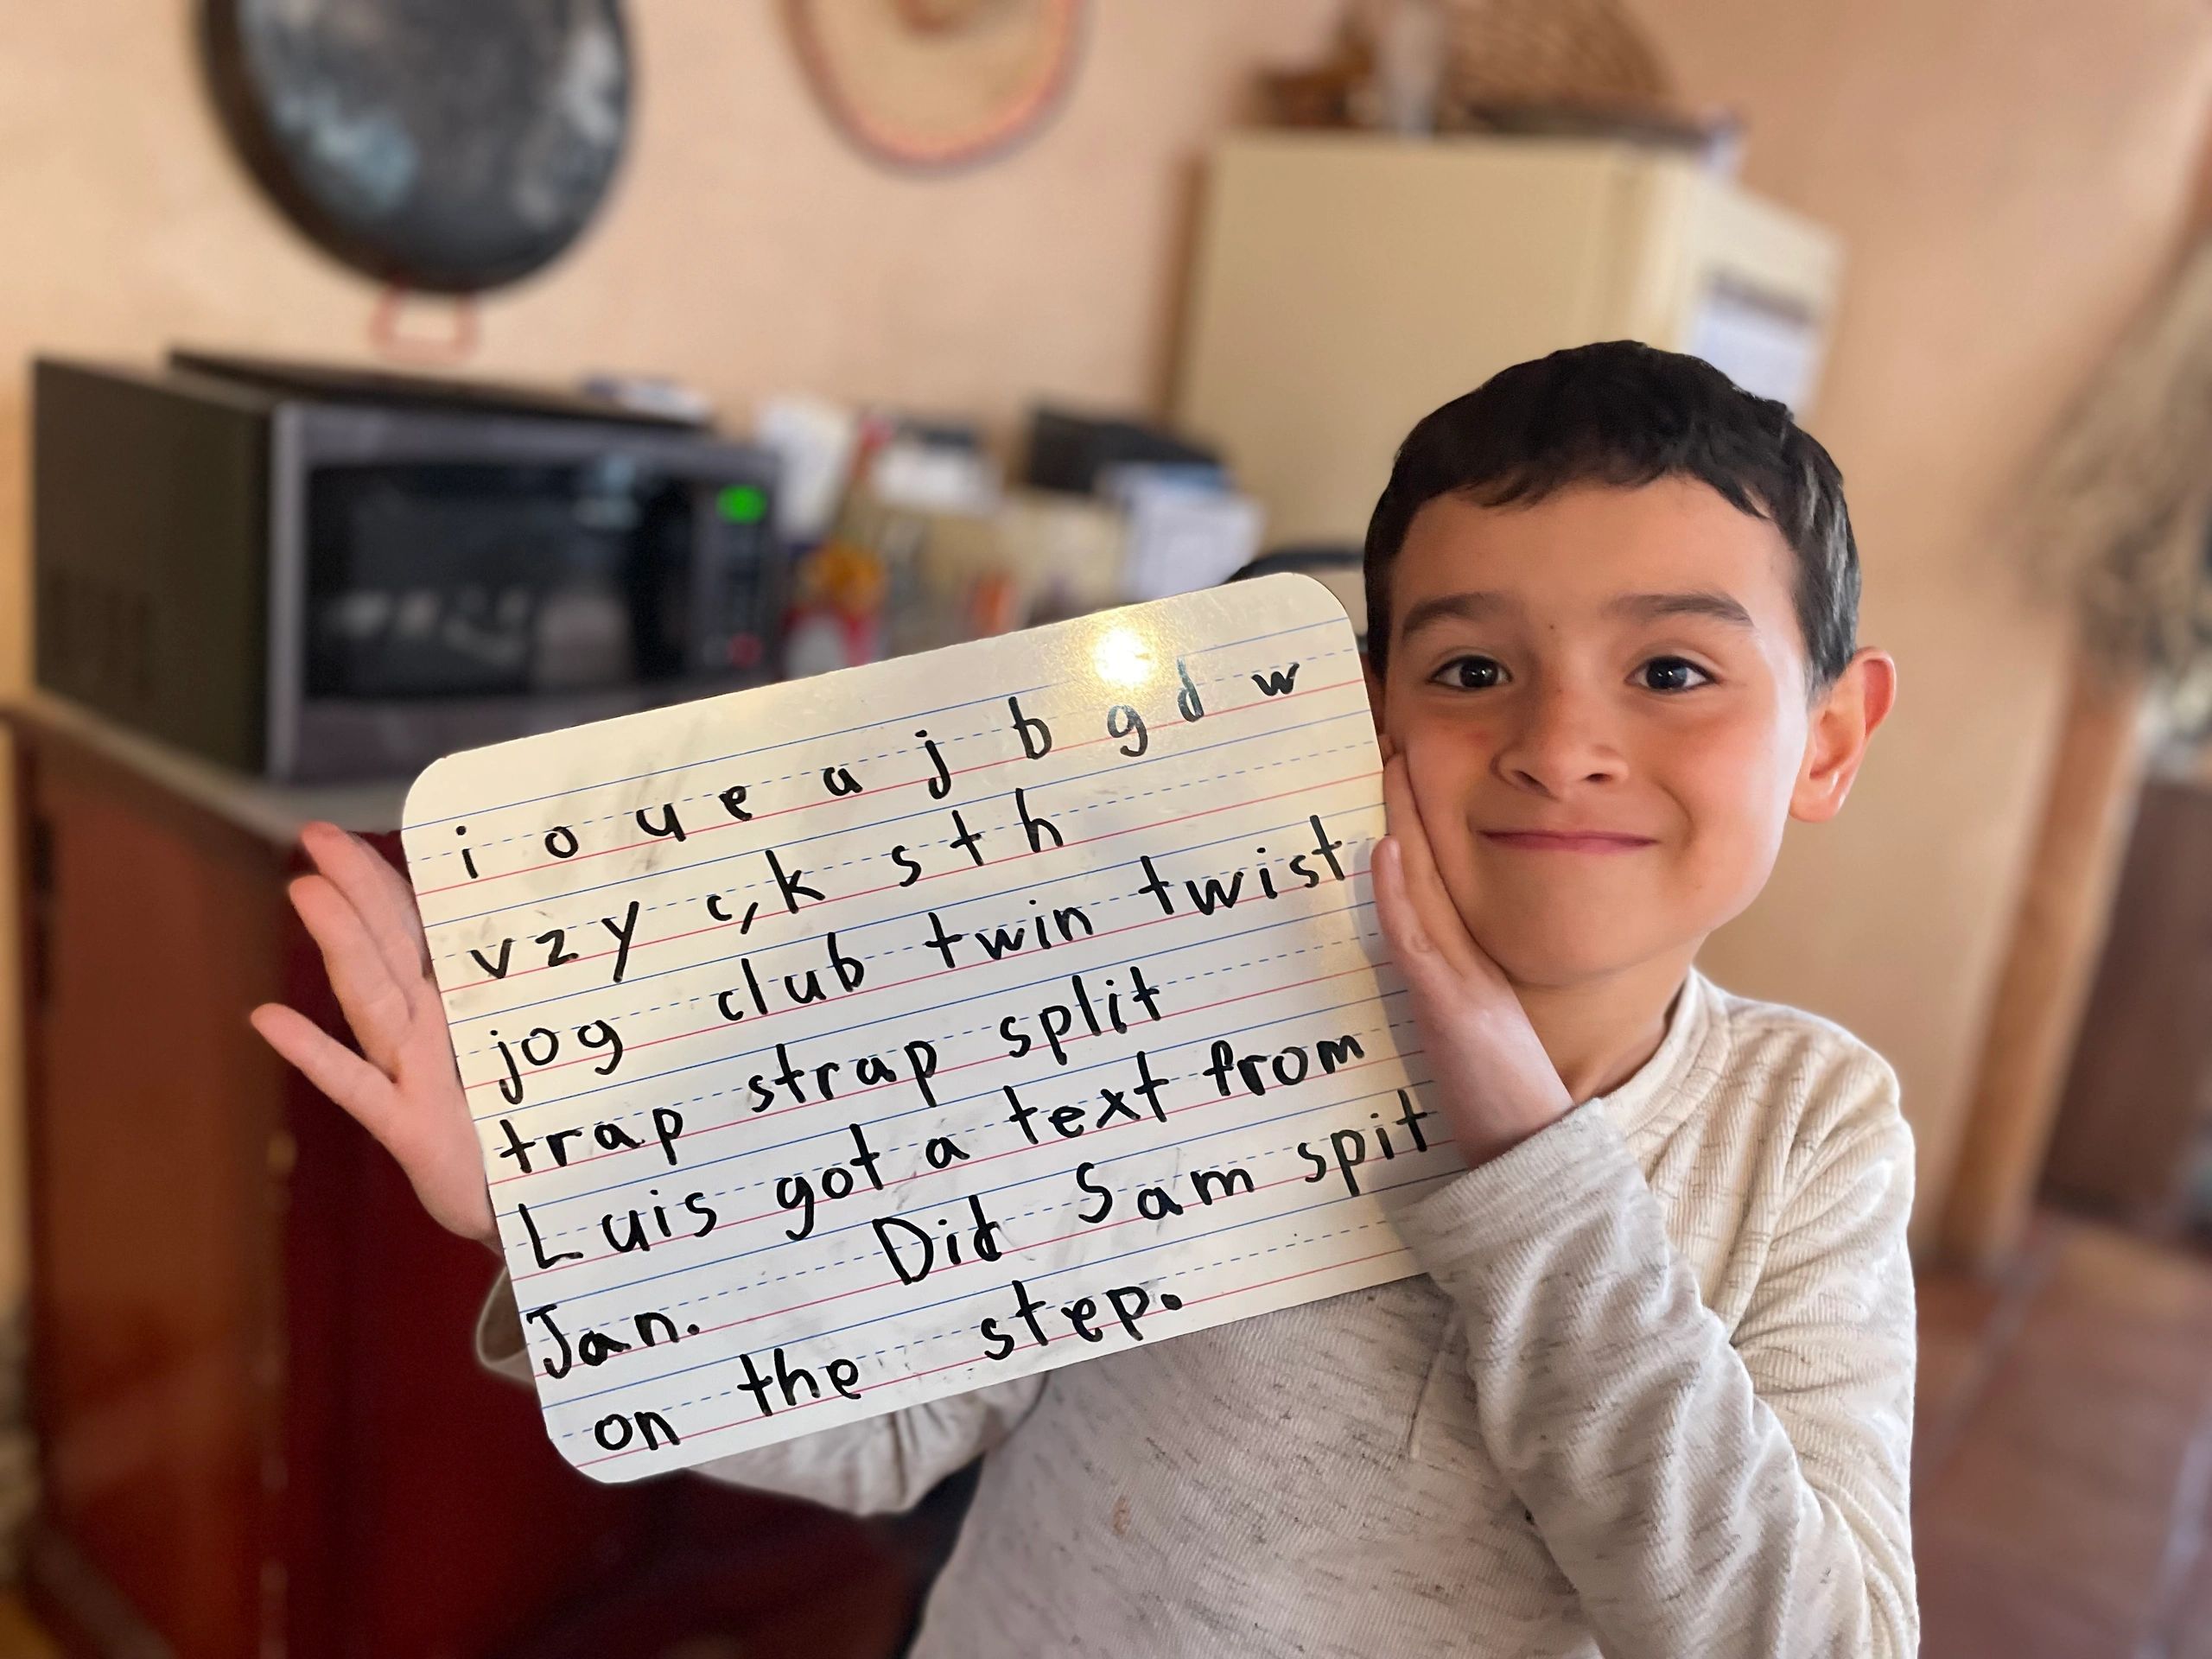 i o u e a j b g d w
v z y c,k s t h
jog club twin twist
trap strap split
Luis got a text from
Jan. Did Sam spit
on the step.